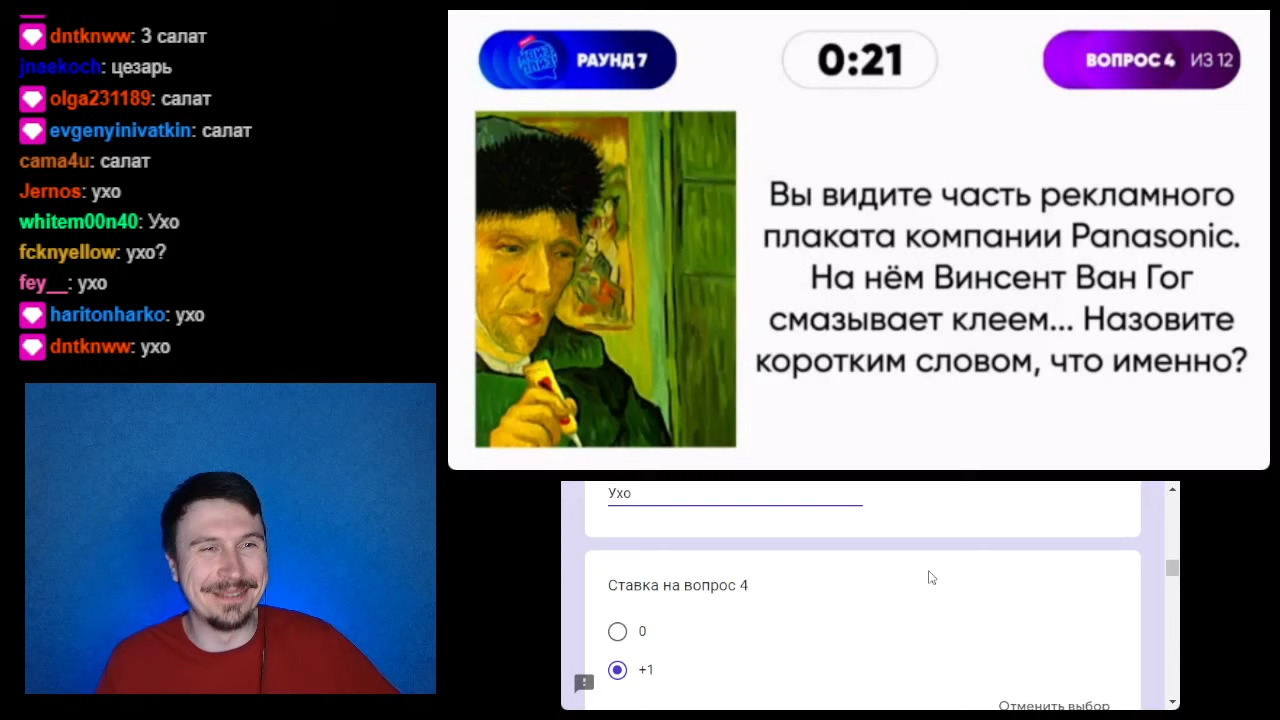 dntknww: 3 салат
jnaekoch: цезарь
olga231189: салат
evgenyinivatkin: салат
cama4u: салат
Jernos: ухо
whitem00n40: Ухо
fcknyellow: ухо?
fey__: ухо
haritonharko: ухо
dntknww: ухо
РАУНД 7
0:21
ВОПРОС 4 ИЗ 12
Вы видите часть рекламного
плаката компании Panasonic.
На нём Винсент Ван Гог
смазывает клеем... Назовите
коротким словом, что именно?
Ухо
Ставка на вопрос 4
0
+1
Отменить выбор